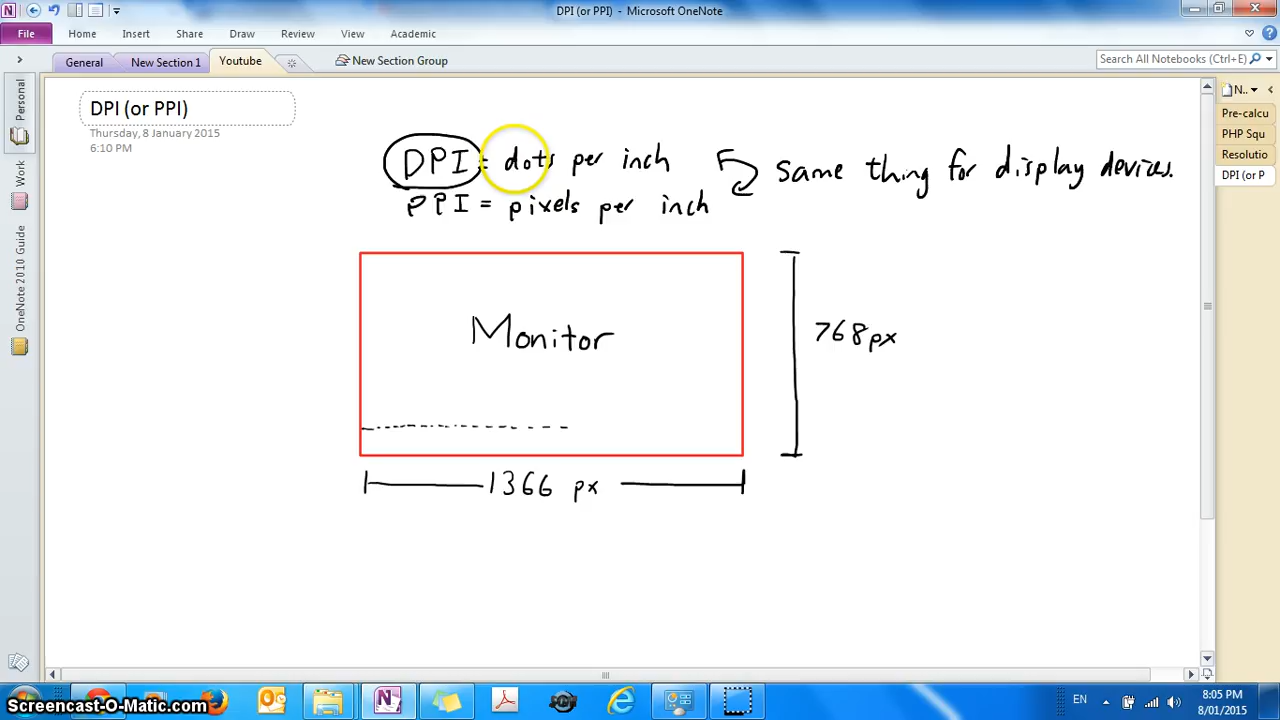 DPI (or PPI) - Microsoft OneNote
File Home Insert Share Draw Review View Academic
General New Section 1 Youtube New Section Group Search All Notebooks (Ctrl+E)
Personal
Work
OneNote 2010 Guide
DPI (or PPI)
Thursday, 8 January 2015
6:10 PM
DPI = dots per inch
PPI = pixels per inch
same thing for display devices.
Monitor
768px
1366 px
N..
Pre-calcu
PHP Squ
Resolutio
DPI (or P
Screencast-O-Matic.com
EN
8:05 PM
8/01/2015